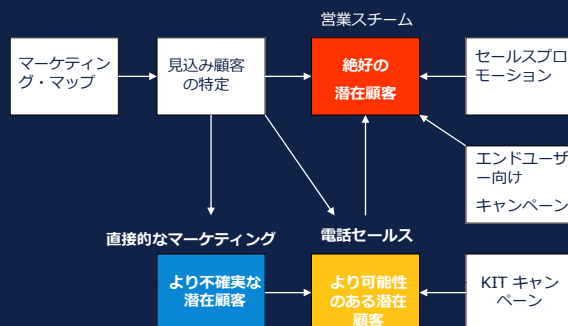 営業スチーム
マーケティン
グ・マップ
見込み顧客
の特定
絶好の
潜在顧客
セールスプロ
モーション
エンドユーザ
ー向け
キャンペーン
直接的なマーケティング
電話セールス
より不確実な
潜在顧客
より可能性
のある潜在
顧客
KIT キャン
ペーン